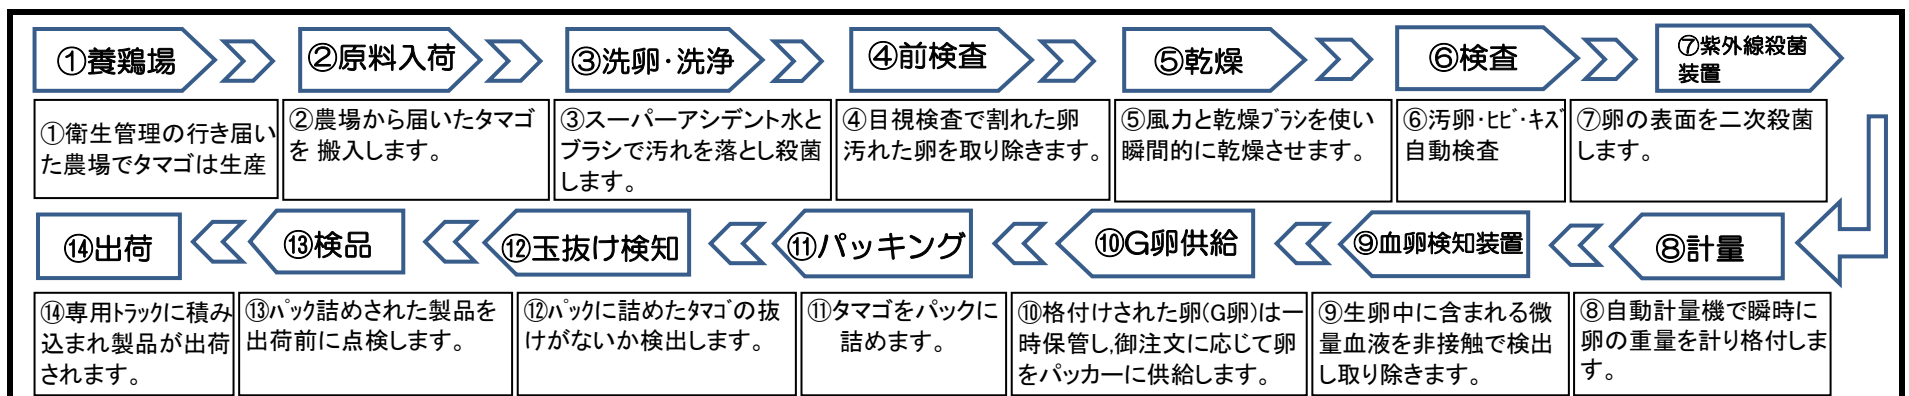 ①養鶏場
②原料入荷
③洗卵・洗浄
④前検査
⑤乾燥
⑥検査
⑦紫外線殺菌
装置
①衛生管理の行き届い
た農場でタマゴは生産
②農場から届いたタマゴ
を 搬入します。
③スーパーアシデント水と
ブラシで汚れを落とし殺菌
します。
④目視検査で割れた卵
汚れた卵を取り除きます。
⑤風力と乾燥ﾌﾞﾗｼを使い
瞬間的に乾燥させます。
⑥汚卵・ﾋﾋﾞ・ｷｽﾞ
自動検査
⑦卵の表面を二次殺菌
します。
⑧計量
⑨血卵検知装置
⑩G卵供給
⑪パッキング
⑫玉抜け検知
⑬検品
⑭出荷
⑧自動計量機で瞬時に
卵の重量を計り格付しま
す。
⑨生卵中に含まれる微
量血液を非接触で検出
し取り除きます。
⑩格付けされた卵(G卵)は一
時保管し,御注文に応じて卵
をパッカーに供給します。
⑪タマゴをパックに
詰めます。
⑫ﾊﾟｯｸに詰めたﾀﾏｺﾞの抜
けがないか検出します。
⑬ﾊﾟｯｸ詰めされた製品を
出荷前に点検します。
⑭専用ﾄﾗｯｸに積み
込まれ製品が出荷
されます。